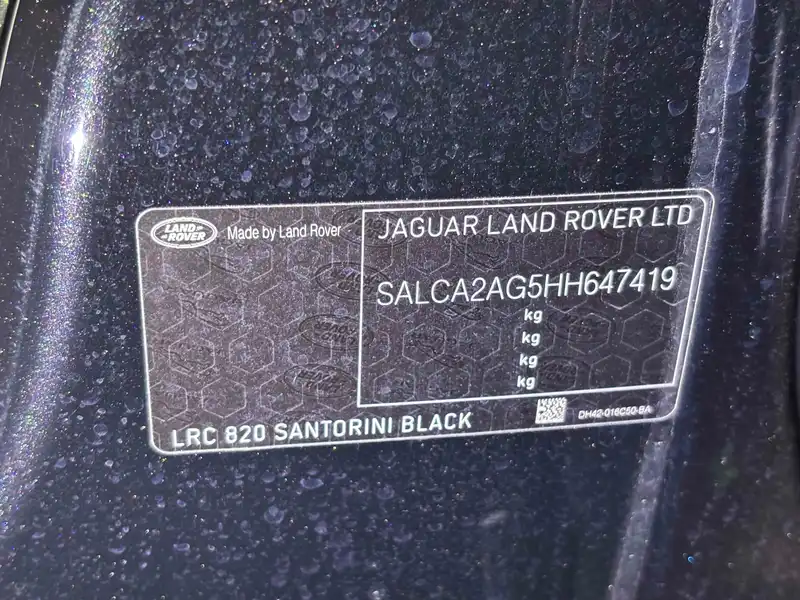 LAND
ROVER
Made by Land Rover
JAGUAR LAND ROVER LTD
SALCA2AG5HH647419
kg
kg
kg
kg
LRC 820 SANTORINI BLACK
DH42-016C50-BA